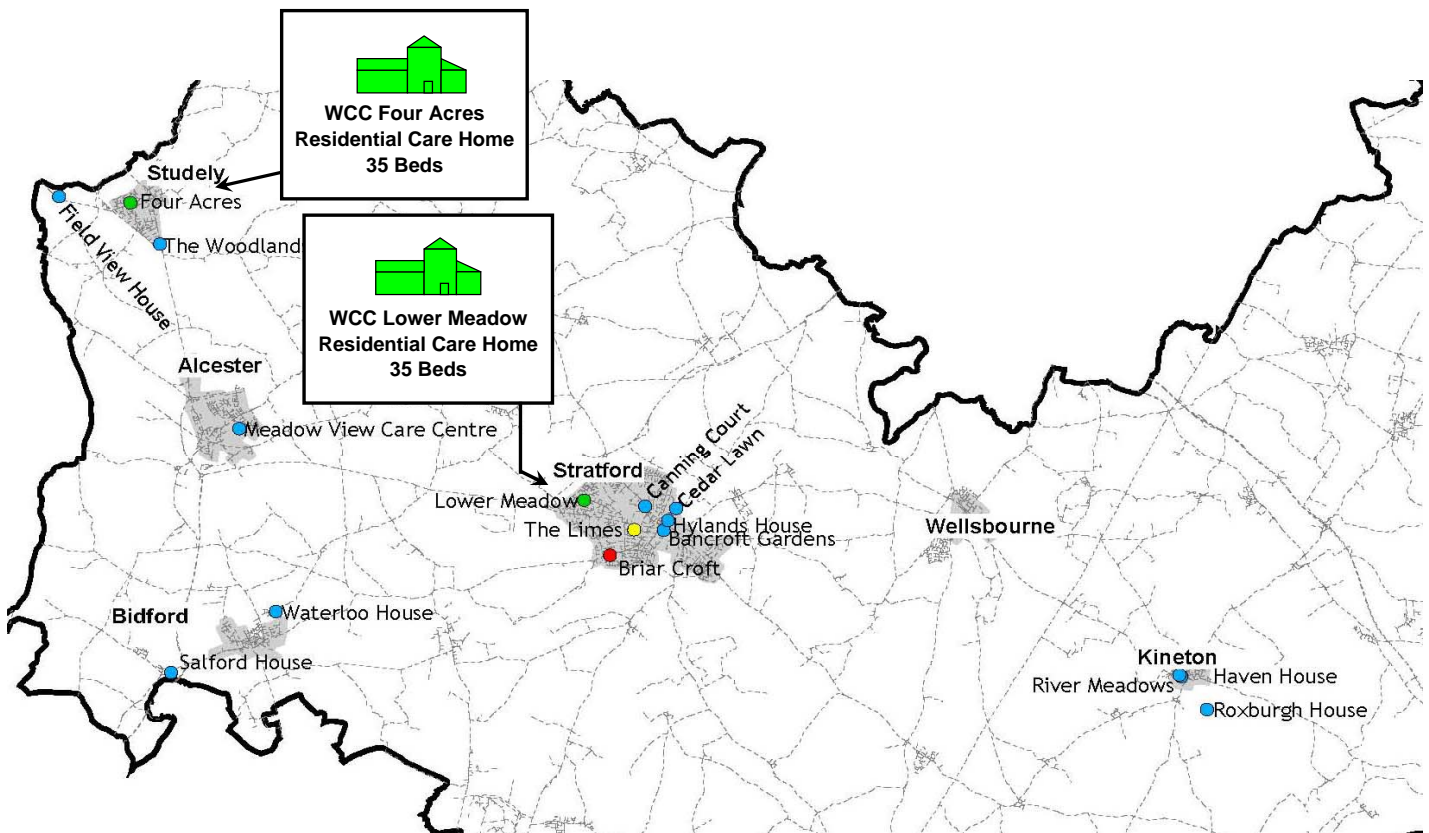 WCC Four Acres
Residential Care Home
35 Beds
Studely
Four Acres
Field View House
The Woodlands
WCC Lower Meadow
Residential Care Home
35 Beds
Alcester
Meadow View Care Centre
Stratford
Canning Court
Cedar Lawn
Lower Meadow
The Limes
Hylands House
Bancroft Gardens
Briar Croft
Wellsbourne
Bidford
Waterloo House
Salford House
Kineton
Haven House
River Meadows
Roxburgh House